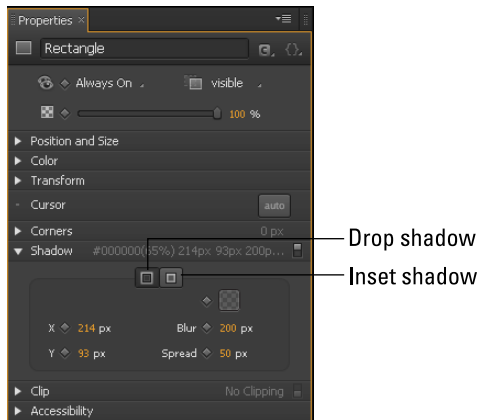 Properties ×
Rectangle
Always On
visible
100 %
Position and Size
Color
Transform
Cursor
auto
Corners
0 px
Shadow
#000000(65%) 214px 93px 200p...
Drop shadow
Inset shadow
X 214 px
Blur 200 px
Y 93 px
Spread 50 px
Clip
No Clipping
Accessibility